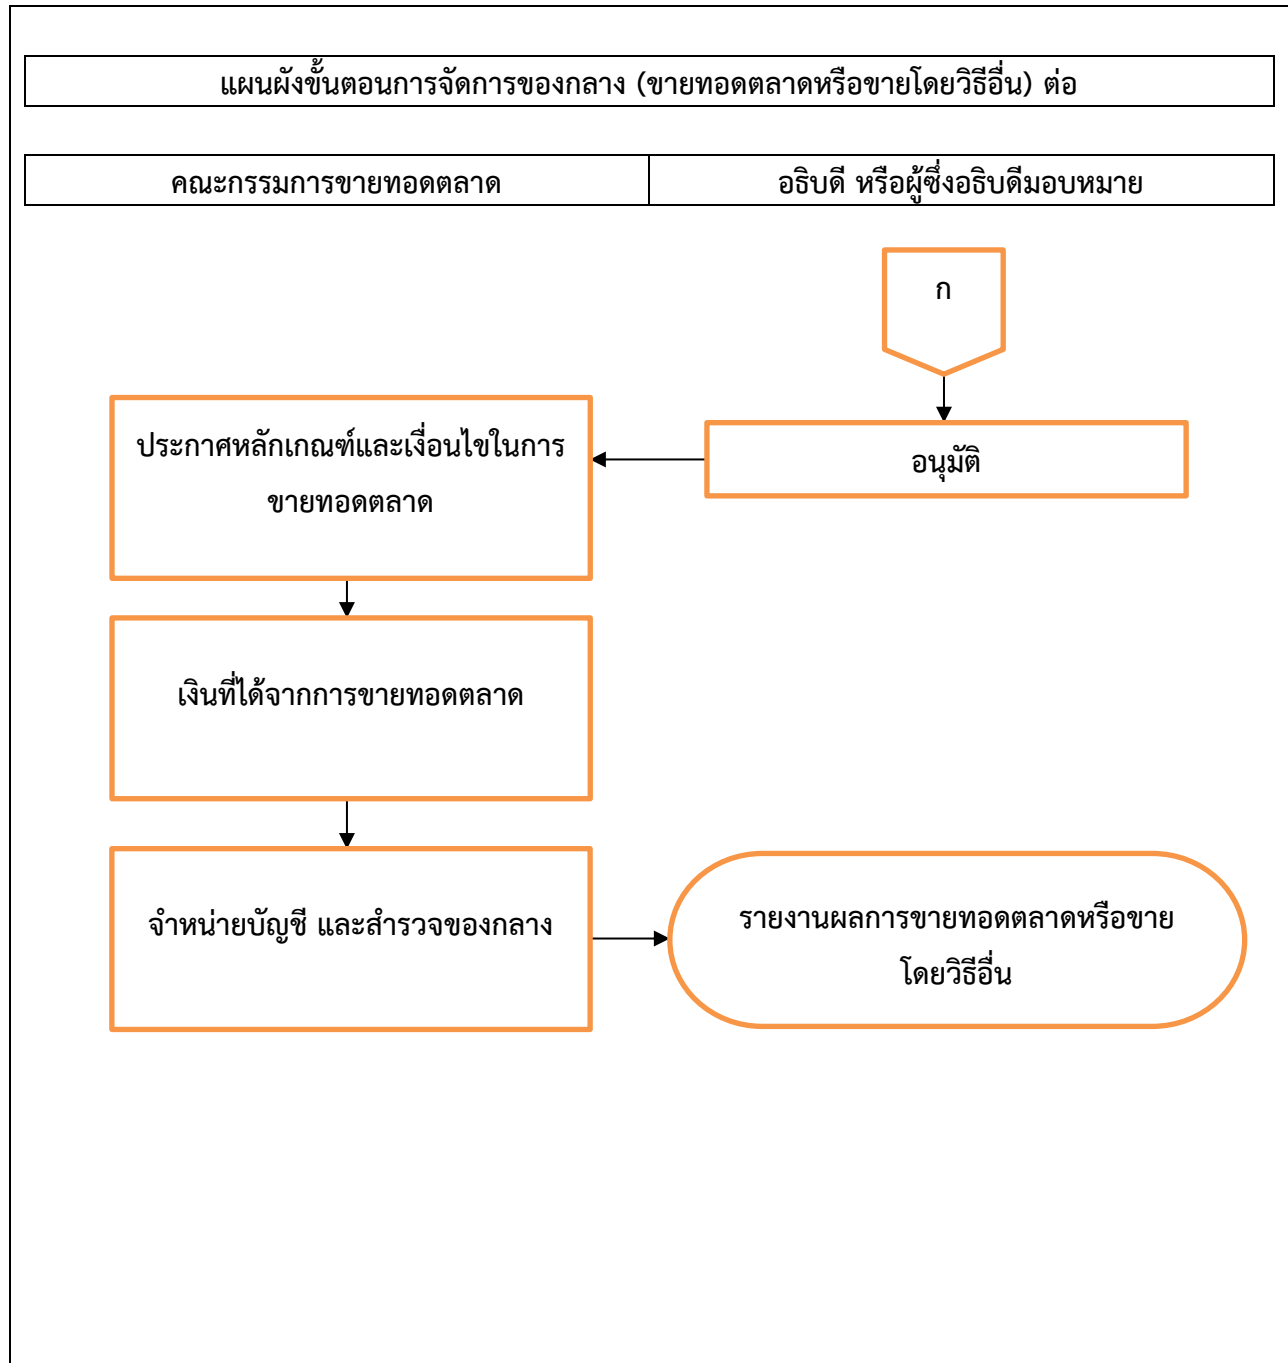 แผนผังขั้นตอนการจัดการของกลาง (ขายทอดตลาดหรือขายโดยวิธีอื่น) ต่อ
คณะกรรมการขายทอดตลาด
อธิบดี หรือผู้ซึ่งอธิบดีมอบหมาย
ก
อนุมัติ
ประกาศหลักเกณฑ์และเงื่อนไขในการ
ขายทอดตลาด
เงินที่ได้จากการขายทอดตลาด
จำหน่ายบัญชี และสำรวจของกลาง
รายงานผลการขายทอดตลาดหรือขาย
โดยวิธีอื่น